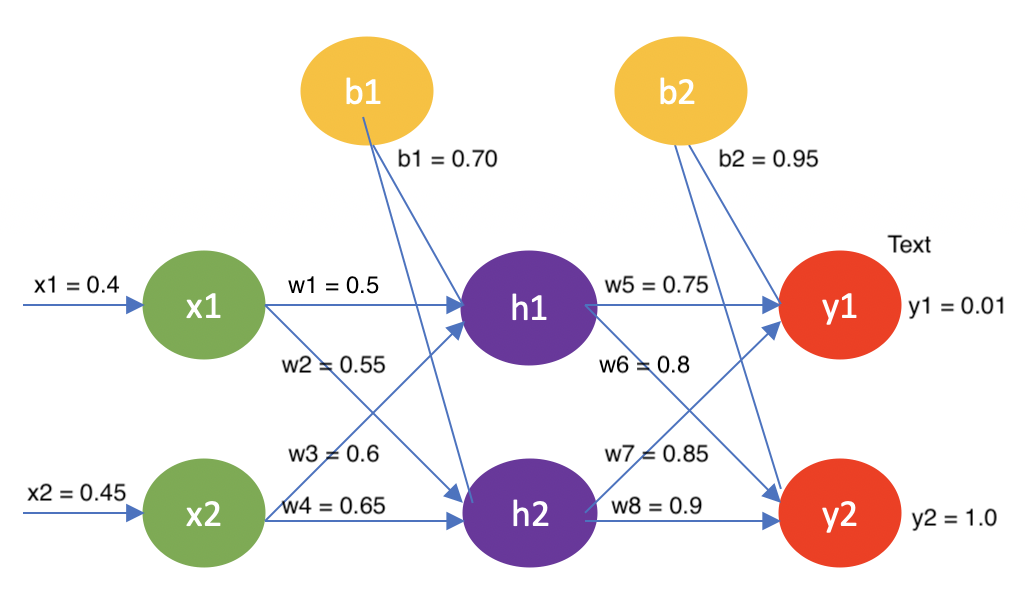 b1
b2
b1 = 0.70
b2 = 0.95
Text
x1 = 0.4
x1
w1 = 0.5
h1
w5 = 0.75
y1
y1 = 0.01
w2 = 0.55
w6 = 0.8
w3 = 0.6
w7 = 0.85
x2 = 0.45
x2
w4 = 0.65
h2
w8 = 0.9
y2
y2 = 1.0